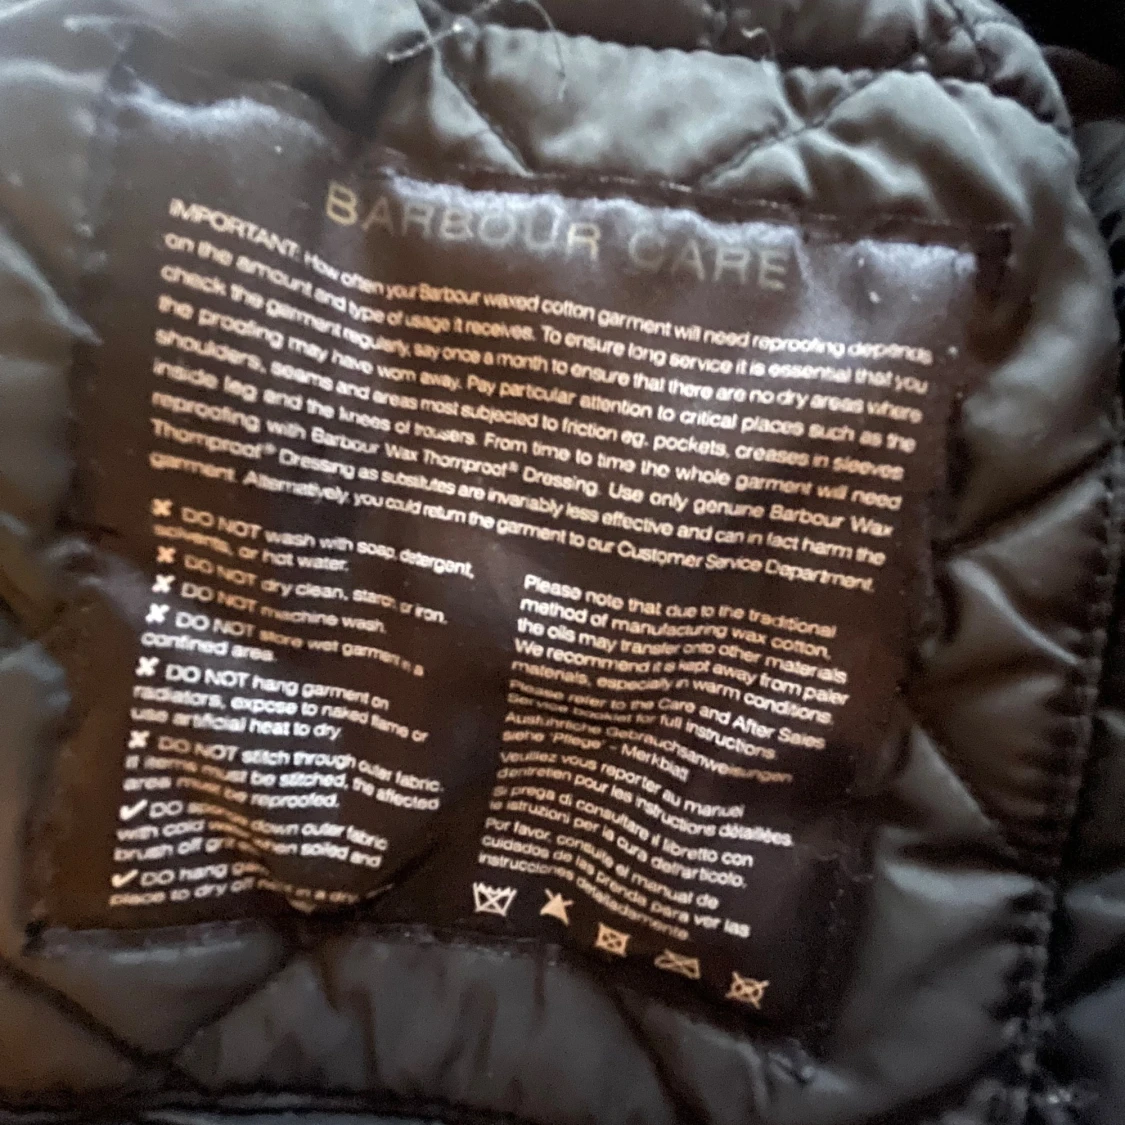 BARBOUR CARE
IMPORTANT: How often your Barbour waxed cotton garment will need reproofing depends
on the amount and type of usage it receives. To ensure long service it is essential that you
check the garment regularly, say once a month to ensure that there are no dry areas where
the proofing may have worn away. Pay particular attention to critical places such as the
shoulders, seams and areas most subjected to friction eg. pockets, creases in sleeves
inside leg and the knees of trousers. From time to time the whole garment will need
reproofing with Barbour Wax Thornproof® Dressing. Use only genuine Barbour Wax
Thornproof® Dressing as substitutes are invariably less effective and can in fact harm the
garment. Alternatively you could return the garment to our Customer Service Department.
✘ DO NOT wash with soap, detergent,
solvents, or hot water.
✘ DO NOT dry clean, starch or iron.
✘ DO NOT machine wash.
✘ DO NOT store wet garment in a
confined area.
✘ DO NOT hang garment on
radiators, expose to naked flame or
use artificial heat to dry
✘ DO NOT stitch through outer fabric.
If items must be stitched, the affected
area must be reproofed.
✔ DO sponge down outer fabric
with cold water
brush off grit when soiled and
✔ DO hang in a dry
place to dry off
Please note that due to the traditional
method of manufacturing wax cotton,
the oils may transfer onto other materials
We recommend it is kept away from paler
materials, especially in warm conditions.
Please refer to the Care and After Sales
Service booklet for full instructions
Ausführliche Gebrauchsanweisungen
siehe "Pflege" - Merkblatt
Veuillez vous reporter au manuel
d'entretien pour les instructions détaillées.
Si prega di consultare il libretto con
le istruzioni per la cura dell'articolo.
Por favor, consulte el manual de
cuidados de las prenda para ver las
instrucciones detalladamente.